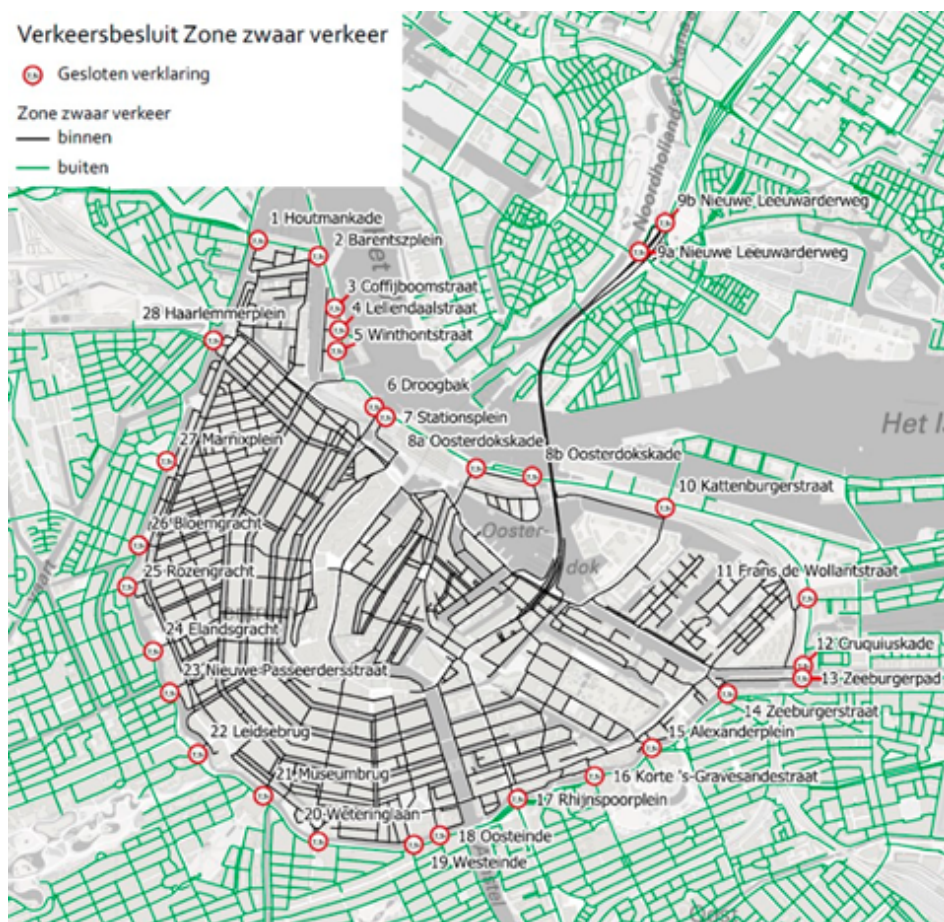 Verkeersbesluit Zone zwaar verkeer
Gesloten verklaring
Zone zwaar verkeer
binnen
buiten
Noordhollandsch Kanaal
9b Nieuwe Leeuwarderweg
9a Nieuwe Leeuwarderweg
1 Houtmankade
2 Barentszplein
Het
3 Coffijboomstraat
4 Lellendaalstraat
5 Winthontstraat
28 Haarlemmerplein
6 Droogbak
7 Stationsplein
Het
8a Oosterdokskade
8b Oosterdokskade
27 Marnixplein
10 Kattenburgerstraat
Ooster-
dok
26 Bloemgracht
25 Rozengracht
11 Frans de Wollantstraat
24 Elandsgracht
23 Nieuwe Passeerdersstraat
12 Cruquiuskade
13 Zeeburgerpad
14 Zeeburgerstraat
15 Alexanderplein
22 Leidsebrug
21 Museumbrug
16 Korte 's-Gravesandestraat
17 Rhijnspoorplein
20 Weteringlaan
18 Oosteinde
19 Westeinde
Amstel